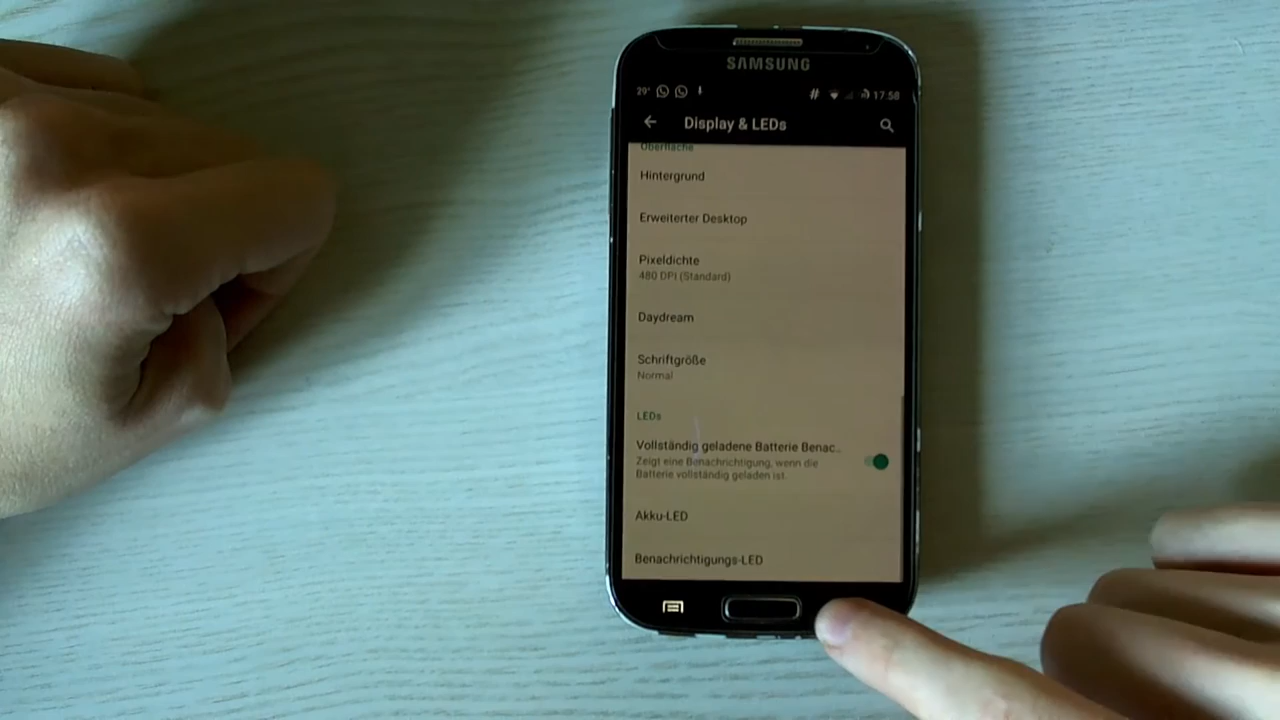 SAMSUNG
29° 17:58
Display & LEDs
Oberfläche
Hintergrund
Erweiterter Desktop
Pixeldichte
480 DPI (Standard)
Daydream
Schriftgröße
Normal
LEDs
Vollständig geladene Batterie Benac..
Zeigt eine Benachrichtigung, wenn die
Batterie vollständig geladen ist.
Akku-LED
Benachrichtigungs-LED